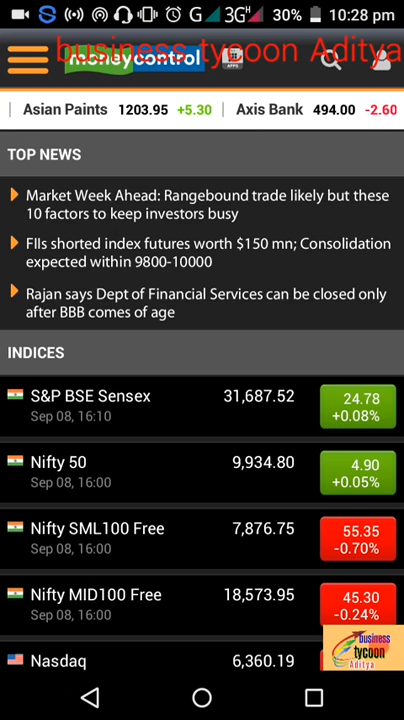 G 3G H 30% 10:28 pm
business tycoon Aditya
moneycontrol
APPS
Asian Paints 1203.95 +5.30 Axis Bank 494.00 -2.60
TOP NEWS
Market Week Ahead: Rangebound trade likely but these
10 factors to keep investors busy
FIIs shorted index futures worth $150 mn; Consolidation
expected within 9800-10000
Rajan says Dept of Financial Services can be closed only
after BBB comes of age
INDICES
S&P BSE Sensex 31,687.52 24.78
Sep 08, 16:10 +0.08%
Nifty 50 9,934.80 4.90
Sep 08, 16:00 +0.05%
Nifty SML100 Free 7,876.75 55.35
Sep 08, 16:00 -0.70%
Nifty MID100 Free 18,573.95 45.30
Sep 08, 16:00 -0.24%
business
tycoon
Aditya
Nasdaq 6,360.19